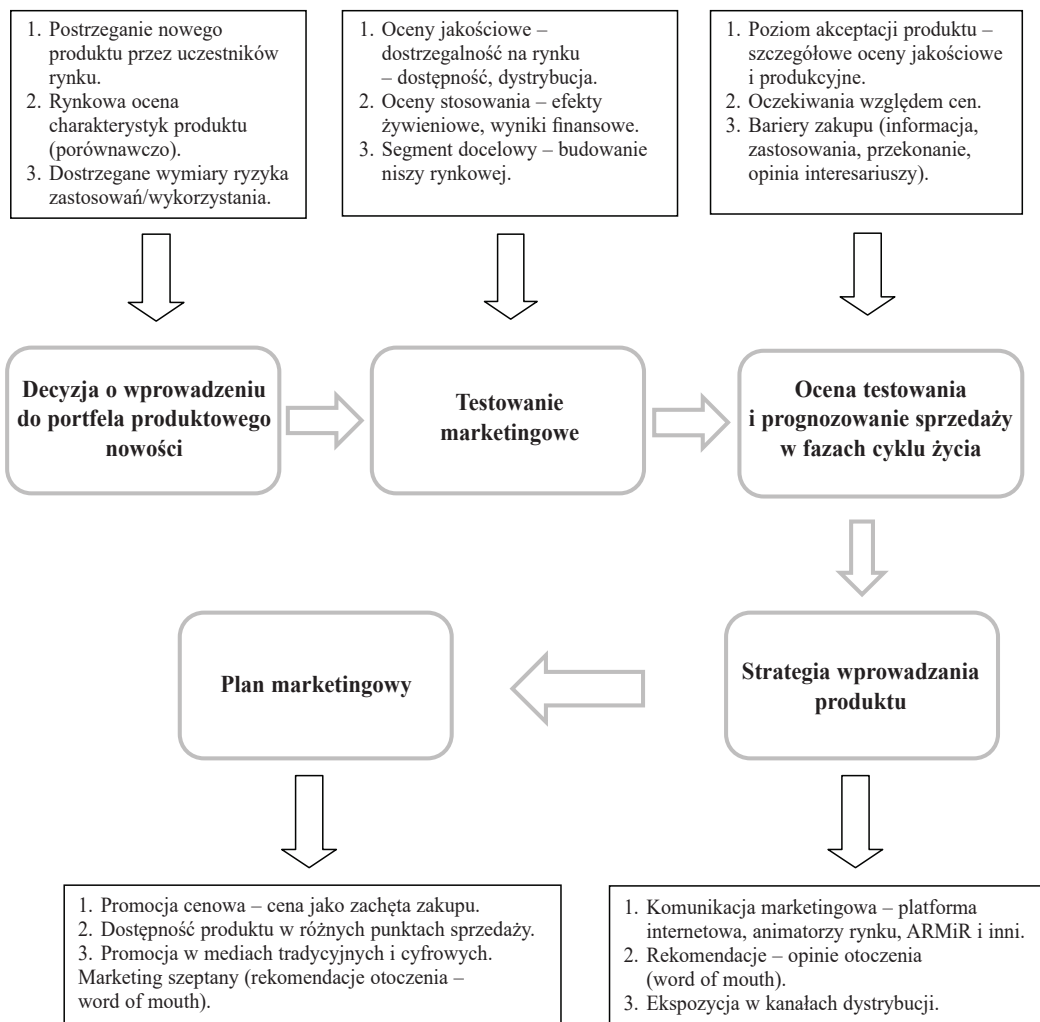 1. Postrzeganie nowego
produktu przez uczestników
rynku.
2. Rynkowa ocena
charakterystyk produktu
(porównawczo).
3. Dostrzegane wymiary ryzyka
zastosowań/wykorzystania.
1. Oceny jakościowe –
dostrzegalność na rynku
– dostępność, dystrybucja.
2. Oceny stosowania – efekty
żywieniowe, wyniki finansowe.
3. Segment docelowy – budowanie
niszy rynkowej.
1. Poziom akceptacji produktu –
szczegółowe oceny jakościowe
i produkcyjne.
2. Oczekiwania względem cen.
3. Bariery zakupu (informacja,
zastosowania, przekonanie,
opinia interesariuszy).
Decyzja o wprowadzeniu
do portfela produktowego
nowości
Testowanie
marketingowe
Ocena testowania
i prognozowanie sprzedaży
w fazach cyklu życia
Plan marketingowy
Strategia wprowadzania
produktu
1. Promocja cenowa – cena jako zachęta zakupu.
2. Dostępność produktu w różnych punktach sprzedaży.
3. Promocja w mediach tradycyjnych i cyfrowych.
Marketing szeptany (rekomendacje otoczenia –
word of mouth).
1. Komunikacja marketingowa – platforma
internetowa, animatorzy rynku, ARMiR i inni.
2. Rekomendacje – opinie otoczenia
(word of mouth).
3. Ekspozycja w kanałach dystrybucji.